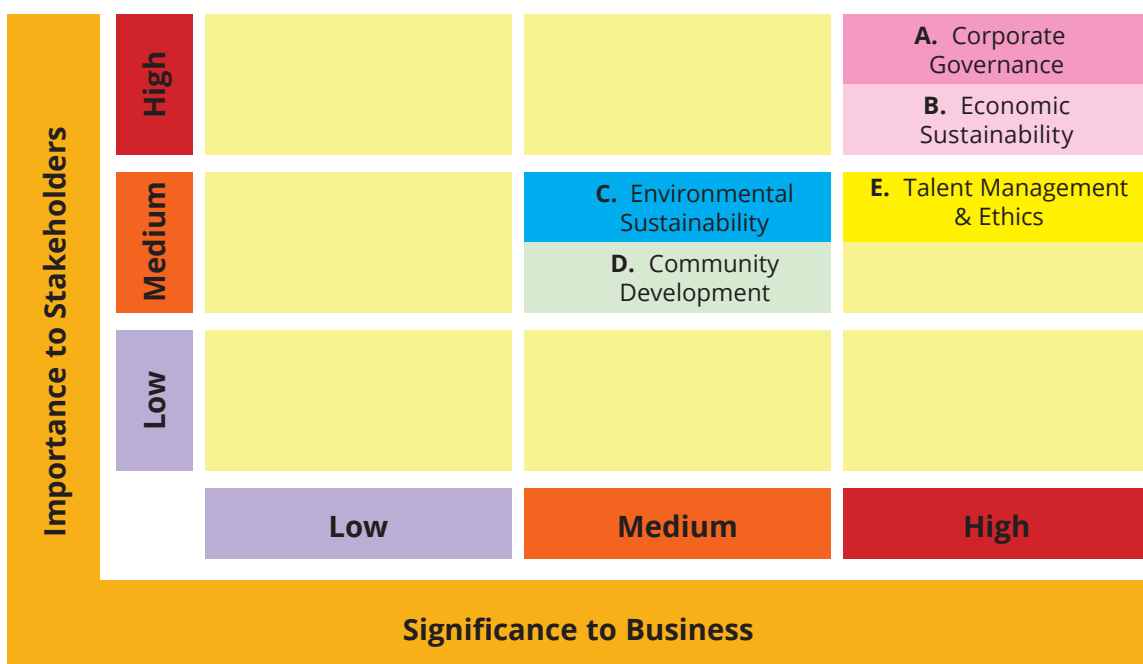 Importance to Stakeholders
High
A. Corporate
Governance
B. Economic
Sustainability
Medium
C. Environmental
Sustainability
D. Community
Development
E. Talent Management
& Ethics
Low
Low
Medium
High
Significance to Business